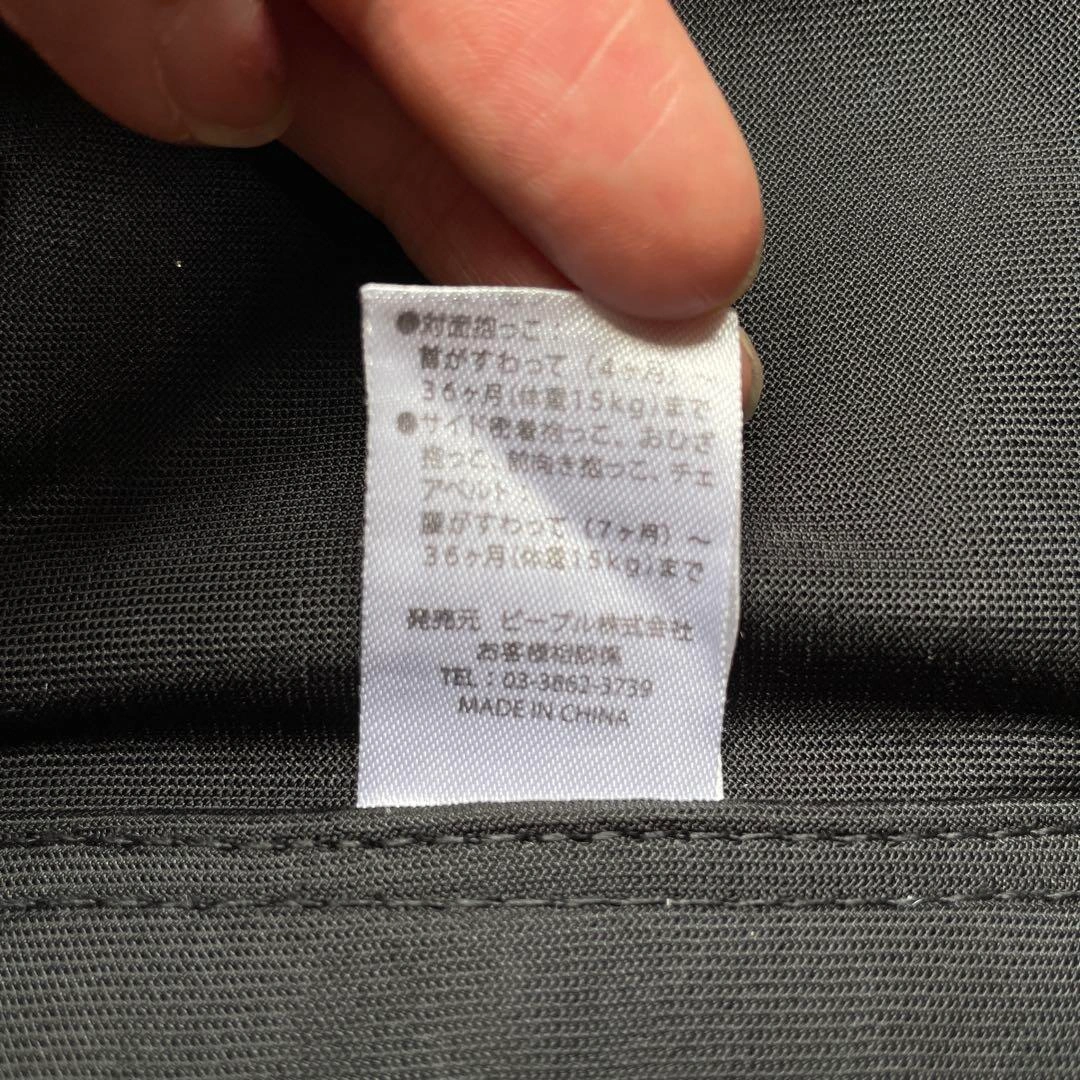 ●対面抱っこ：
首がすわって（4ヶ月）～
36ヶ月(体重15kg)まで
●サイド密着抱っこ、おひざ
抱っこ、前向き抱っこ、チェ
アベルト：
腰がすわって（7ヶ月）～
36ヶ月(体重15kg)まで
発売元 ピープル株式会社
お客様相談係
TEL：03-3862-3739
MADE IN CHINA